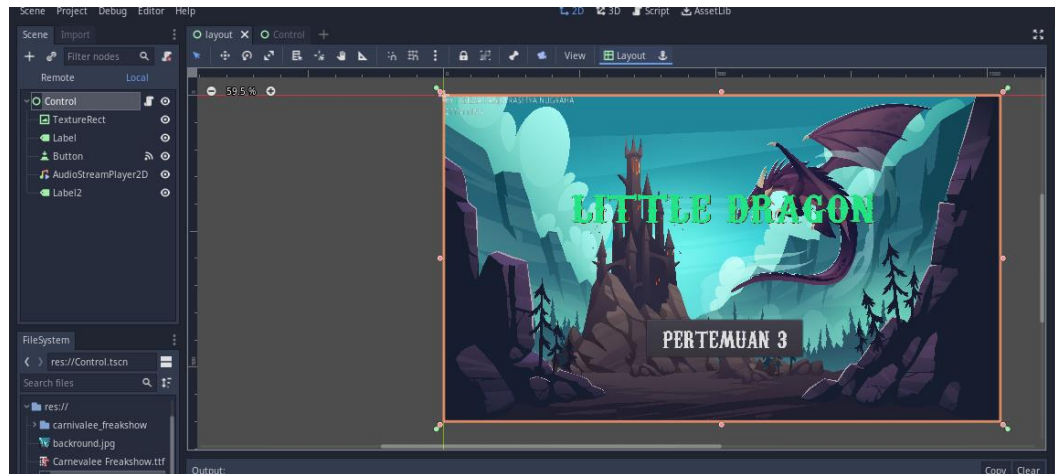 Scene Project Debug Editor Help
2D 3D Script AssetLib
Scene Import
layout Control
Filter nodes
View Layout
Remote Local
59.5 %
Control
TextureRect
Label
Button
AudioStreamPlayer2D
Label2
LITTLE DRAGON
PERTEMUAN 3
FileSystem
res://Control.tscn
Search files
res://
carnivalee_freakshow
backround.jpg
Carnevalee Freakshow.ttf
Output:
Copy Clear